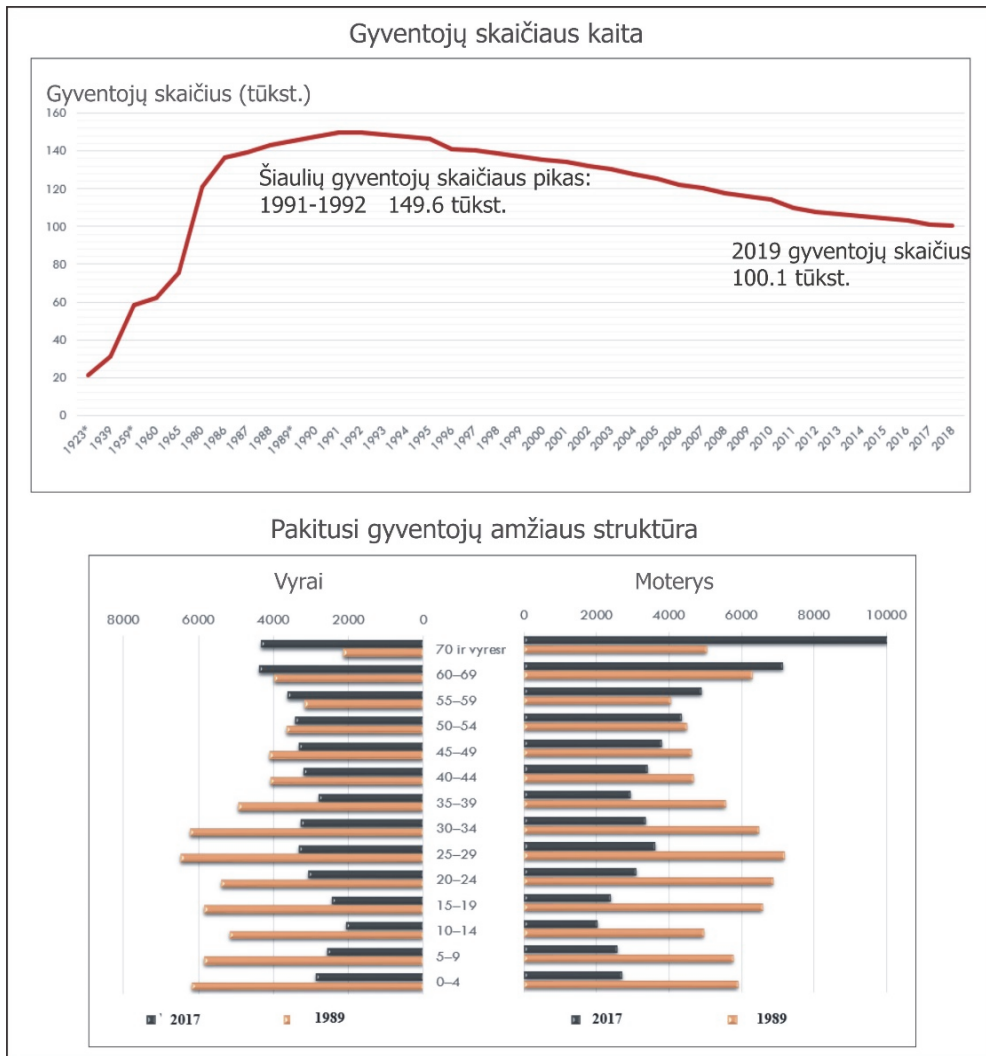 Gyventojų skaičiaus kaita
Gyventojų skaičius (tūkst.)
160
140
120
100
80
60
40
20
0
Šiaulių gyventojų skaičiaus pikas:
1991-1992 149.6 tūkst.
2019 gyventojų skaičius
100.1 tūkst.
1923* 1939 1959* 1960 1965 1980 1986 1987 1988 1989* 1990 1991 1992 1993 1994 1995 1996 1997 1998 1999 2000 2001 2002 2003 2004 2005 2006 2007 2008 2009 2010 2011 2012 2013 2014 2015 2016 2017 2018
Pakitusi gyventojų amžiaus struktūra
Vyrai Moterys
8000 6000 4000 2000 0 0 2000 4000 6000 8000 10000
70 ir vyresr
60–69
55–59
50–54
45–49
40–44
35–39
30–34
25–29
20–24
15–19
10–14
5–9
0–4
2017 1989 2017 1989